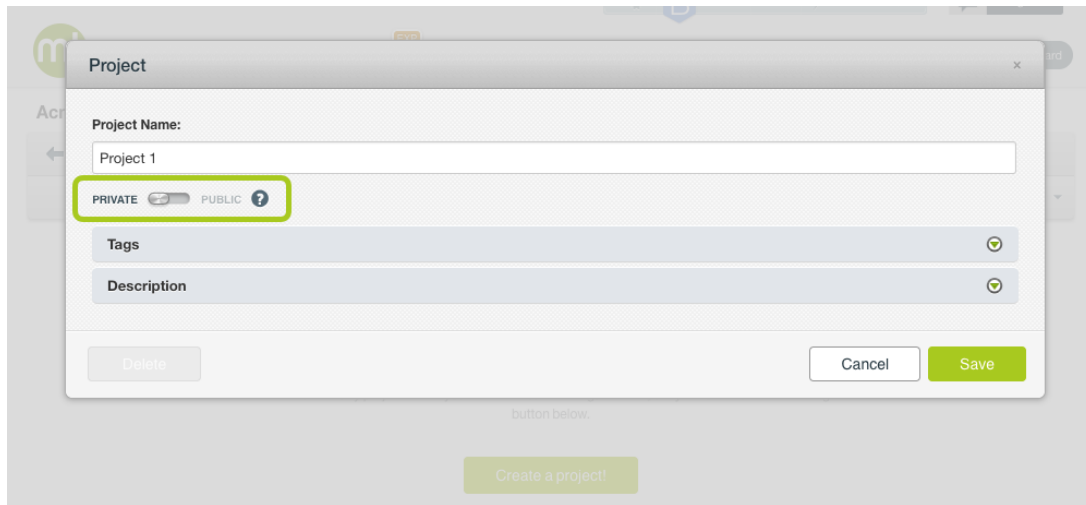 Project
×
Project Name:
Project 1
PRIVATE PUBLIC ?
Tags
Description
Delete
Cancel
Save
button below.
Create a project!